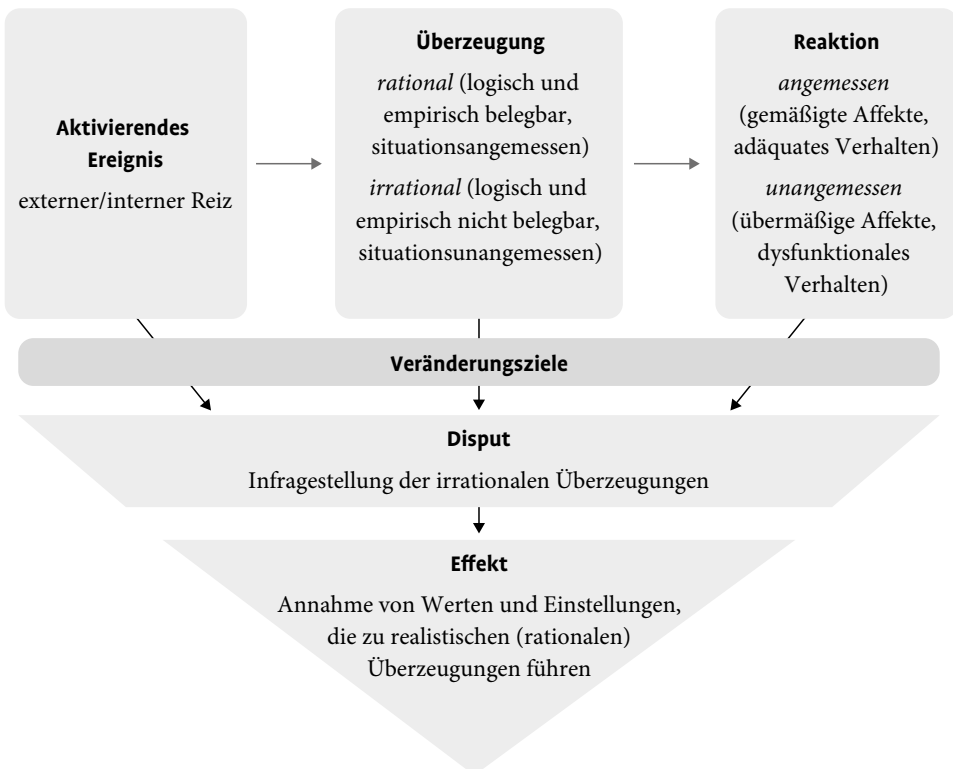 Aktivierendes
Ereignis
externer/interner Reiz
Überzeugung
rational (logisch und
empirisch belegbar,
situationsangemessen)
irrational (logisch und
empirisch nicht belegbar,
situationsunangemessen)
Reaktion
angemessen
(gemäßigte Affekte,
adäquates Verhalten)
unangemessen
(übermäßige Affekte,
dysfunktionales
Verhalten)
Veränderungsziele
Disput
Infragestellung der irrationalen Überzeugungen
Effekt
Annahme von Werten und Einstellungen,
die zu realistischen (rationalen)
Überzeugungen führen